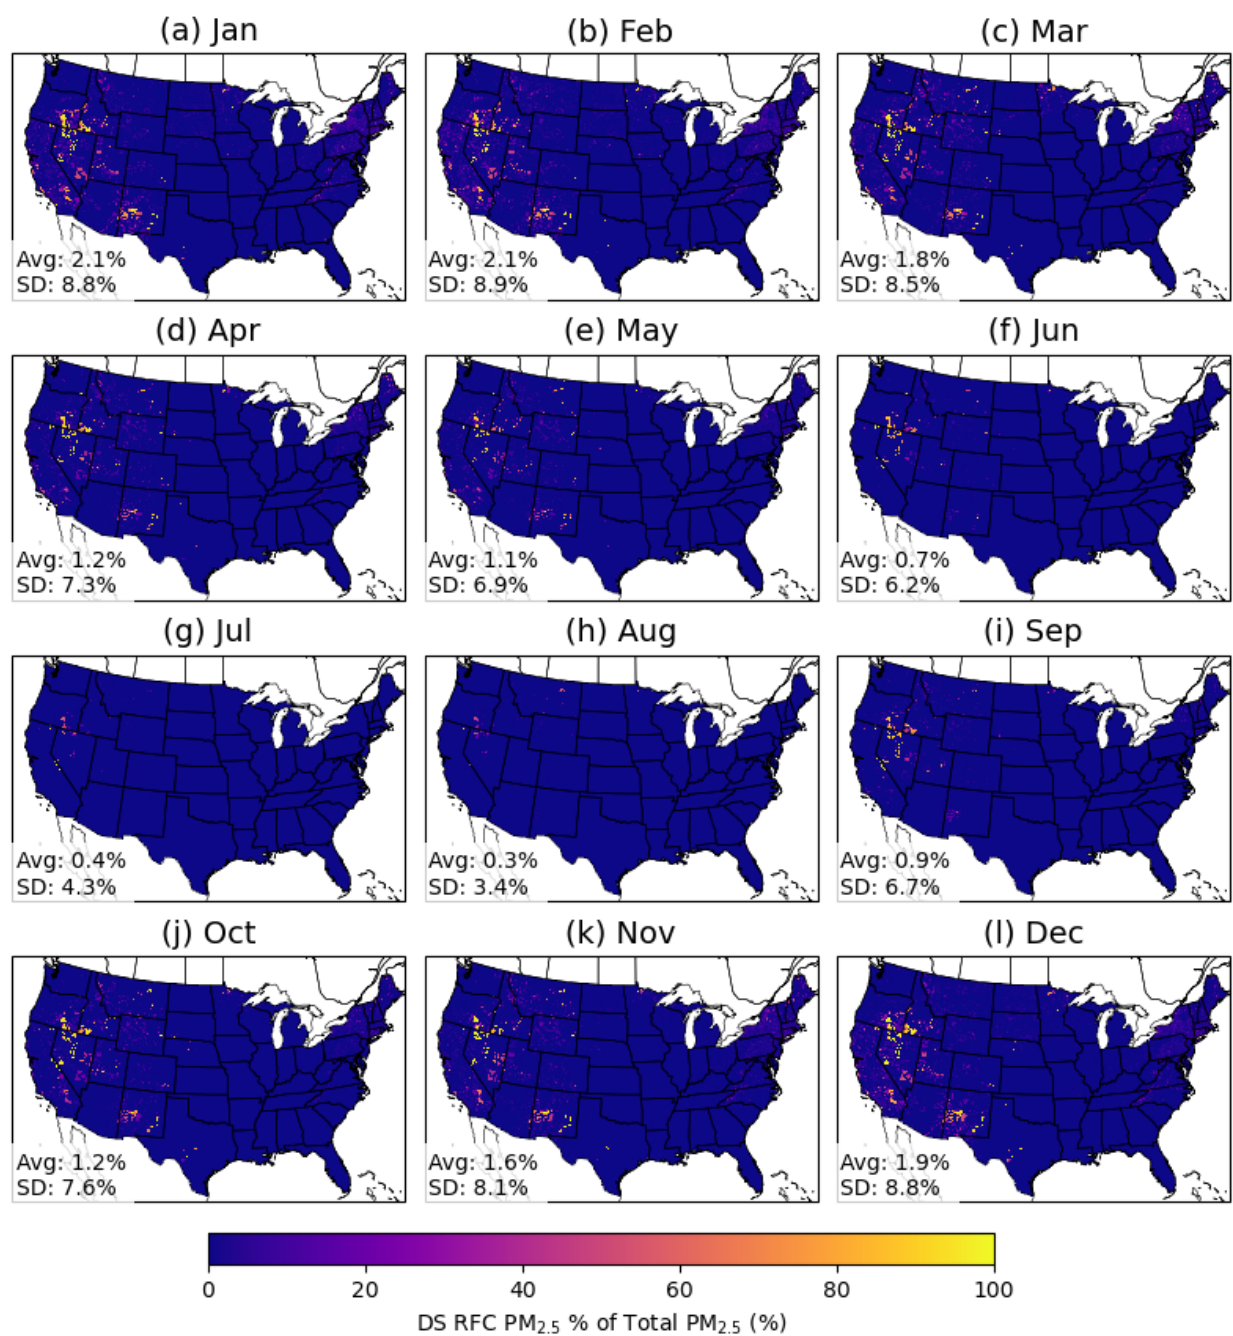 (a) Jan
(b) Feb
(c) Mar
Avg: 2.1%
SD: 8.8%
Avg: 2.1%
SD: 8.9%
Avg: 1.8%
SD: 8.5%
(d) Apr
(e) May
(f) Jun
Avg: 1.2%
SD: 7.3%
Avg: 1.1%
SD: 6.9%
Avg: 0.7%
SD: 6.2%
(g) Jul
(h) Aug
(i) Sep
Avg: 0.4%
SD: 4.3%
Avg: 0.3%
SD: 3.4%
Avg: 0.9%
SD: 6.7%
(j) Oct
(k) Nov
(l) Dec
Avg: 1.2%
SD: 7.6%
Avg: 1.6%
SD: 8.1%
Avg: 1.9%
SD: 8.8%
0 20 40 60 80 100
DS RFC PM2.5 % of Total PM2.5 (%)